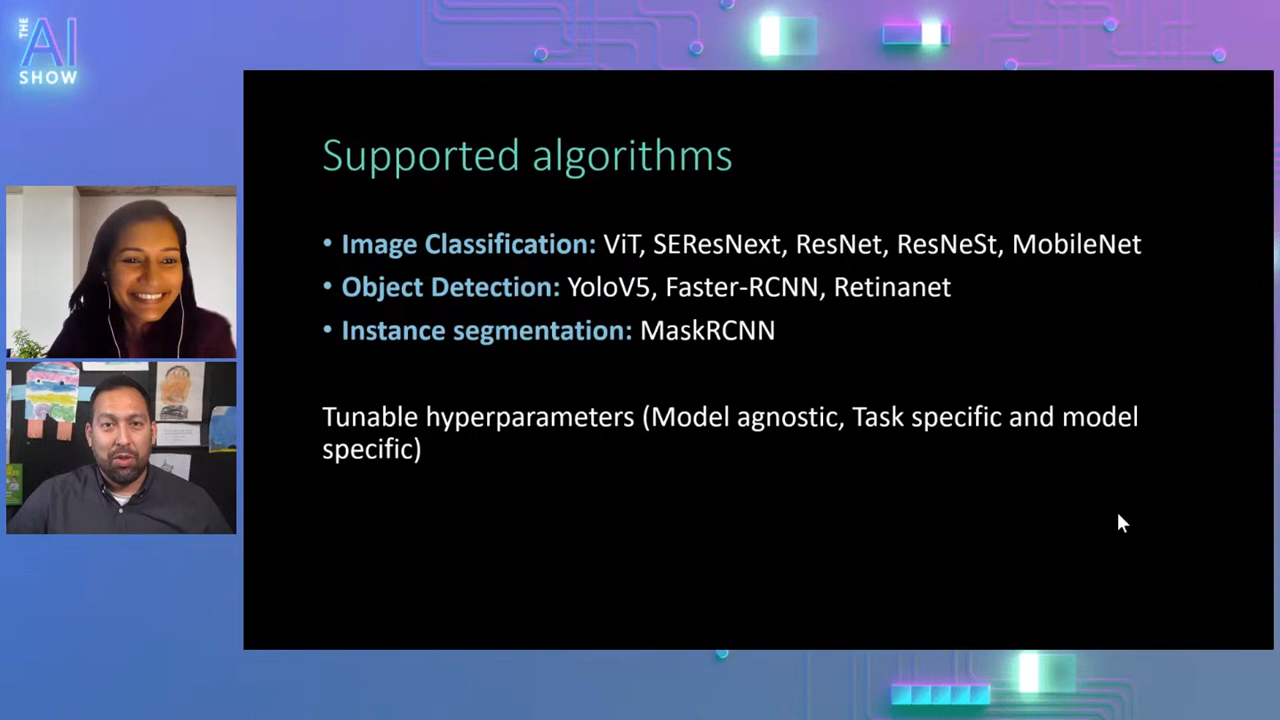 THE
AI
SHOW
Supported algorithms
• Image Classification: ViT, SEResNext, ResNet, ResNeSt, MobileNet
• Object Detection: YoloV5, Faster-RCNN, Retinanet
• Instance segmentation: MaskRCNN
Tunable hyperparameters (Model agnostic, Task specific and model
specific)